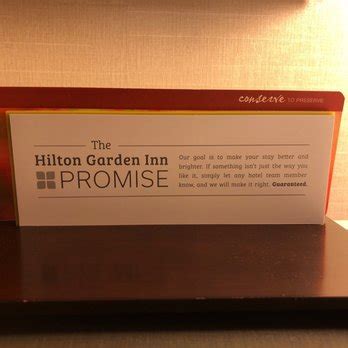 conserve TO PRESERVE
The
Hilton Garden Inn
PROMISE
Our goal is to make your stay better and
brighter. If something isn't just the way you
like it, simply let any hotel team member
know, and we will make it right. Guaranteed.